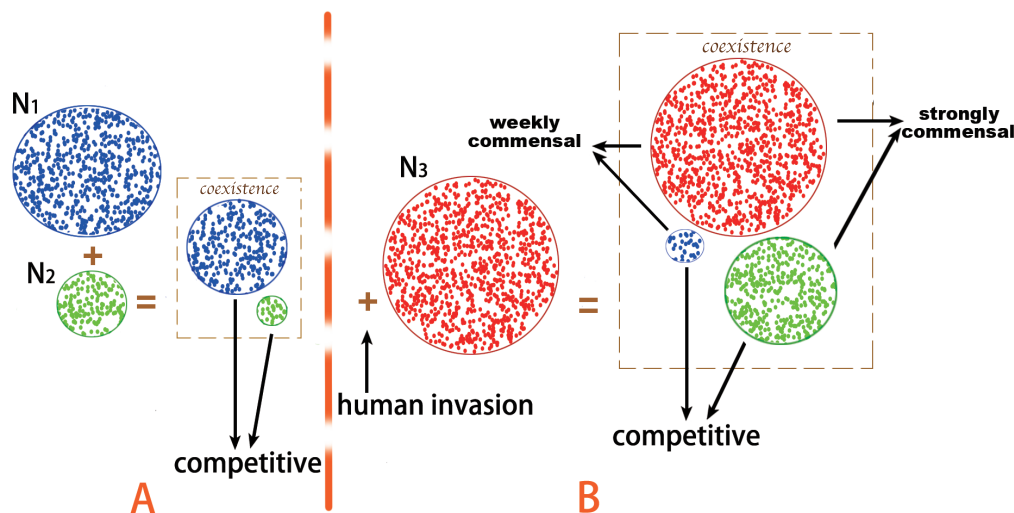 N1
+
N2
=
coexistence
competitive
A
+
N3
human invasion
=
coexistence
weekly
commensal
strongly
commensal
competitive
B